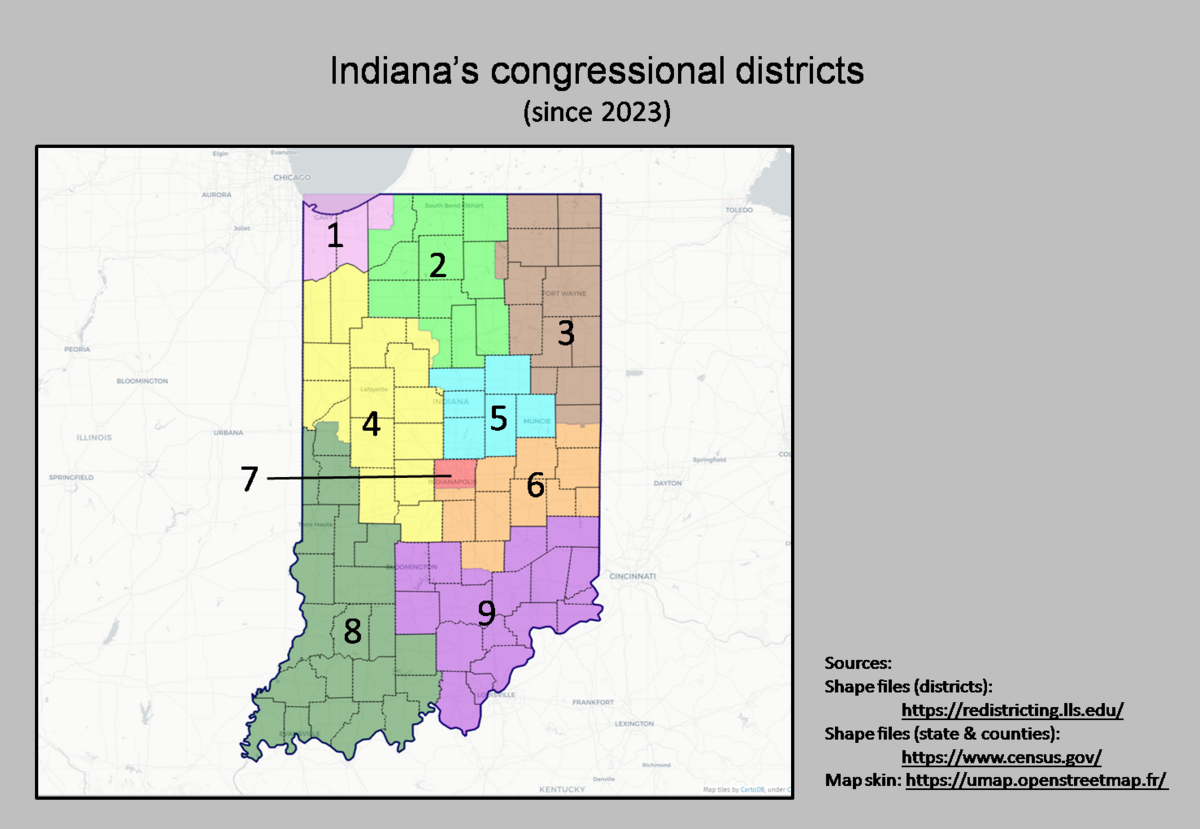 Indiana's congressional districts
(since 2023)
Elgin
Evanston
CHICAGO
AURORA
South Bend
Elkhart
TOLEDO
GARY
Joliet
1
2
FORT WAYNE
3
PEORIA
BLOOMINGTON
Lafayette
INDIANA
4
5
MUNCIE
ILLINOIS
URBANA
SPRINGFIELD
Springfield
7
INDIANAPOLIS
6
DAYTON
Terre Haute
BLOOMINGTON
CINCINNATI
8
9
LOUISVILLE
FRANKFORT
LEXINGTON
EVANSVILLE
Richmond
Danville
KENTUCKY
Map tiles by CartoDB, under C
Sources:
Shape files (districts):
https://redistricting.lls.edu/
Shape files (state & counties):
https://www.census.gov/
Map skin: https://umap.openstreetmap.fr/